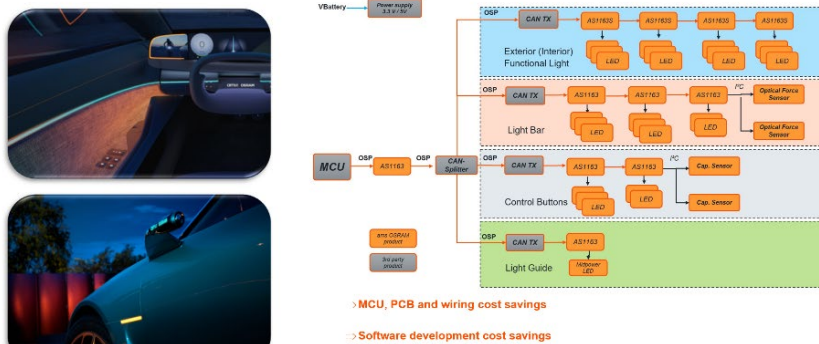 VBattery
Power supply
3.3 V / 5V
OSP
CAN TX
AS1163S
AS1163S
AS1163S
AS1163S
LED
LED
LED
LED
Exterior (Interior)
Functional Light
OSP
CAN TX
AS1163
AS1163
AS1163
I²C
Optical Force
Sensor
LED
LED
LED
Optical Force
Sensor
Light Bar
MCU
OSP
AS1163
OSP
CAN-
Splitter
OSP
CAN TX
AS1163
AS1163
I²C
Cap. Sensor
LED
LED
Cap. Sensor
Control Buttons
ams OSRAM
product
3rd party
product
OSP
CAN TX
AS1163
Light Guide
Hi/tpower
LED
> MCU, PCB and wiring cost savings
> Software development cost savings